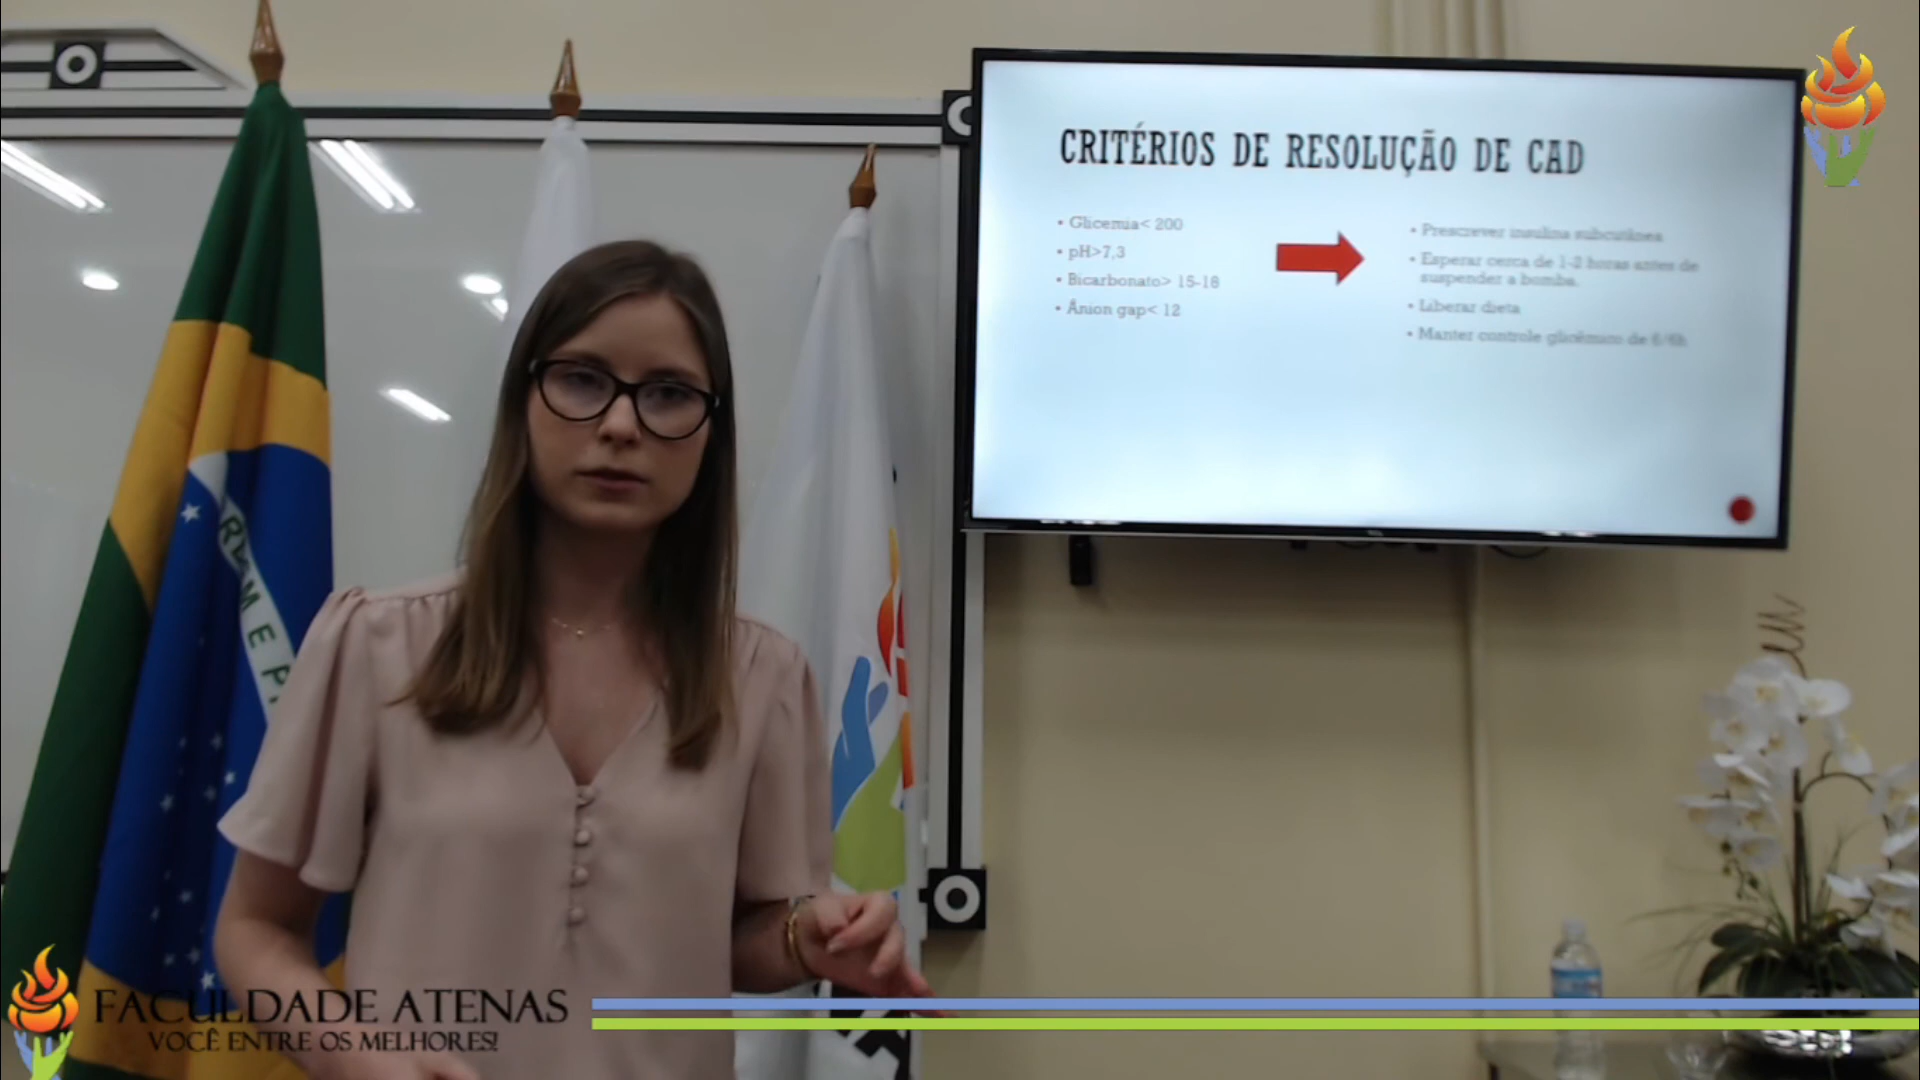 CRITÉRIOS DE RESOLUÇÃO DE CAD
• Glicemia< 200
• pH>7,3
• Bicarbonato> 15-18
• Ânion gap< 12
• Prescrever insulina subcutânea
• Esperar cerca de 1-2 horas antes de
suspender a bomba.
• Liberar dieta
• Manter controle glicêmico de 6/6h
R
M E P
FACULDADE ATENAS
VOCÊ ENTRE OS MELHORES!